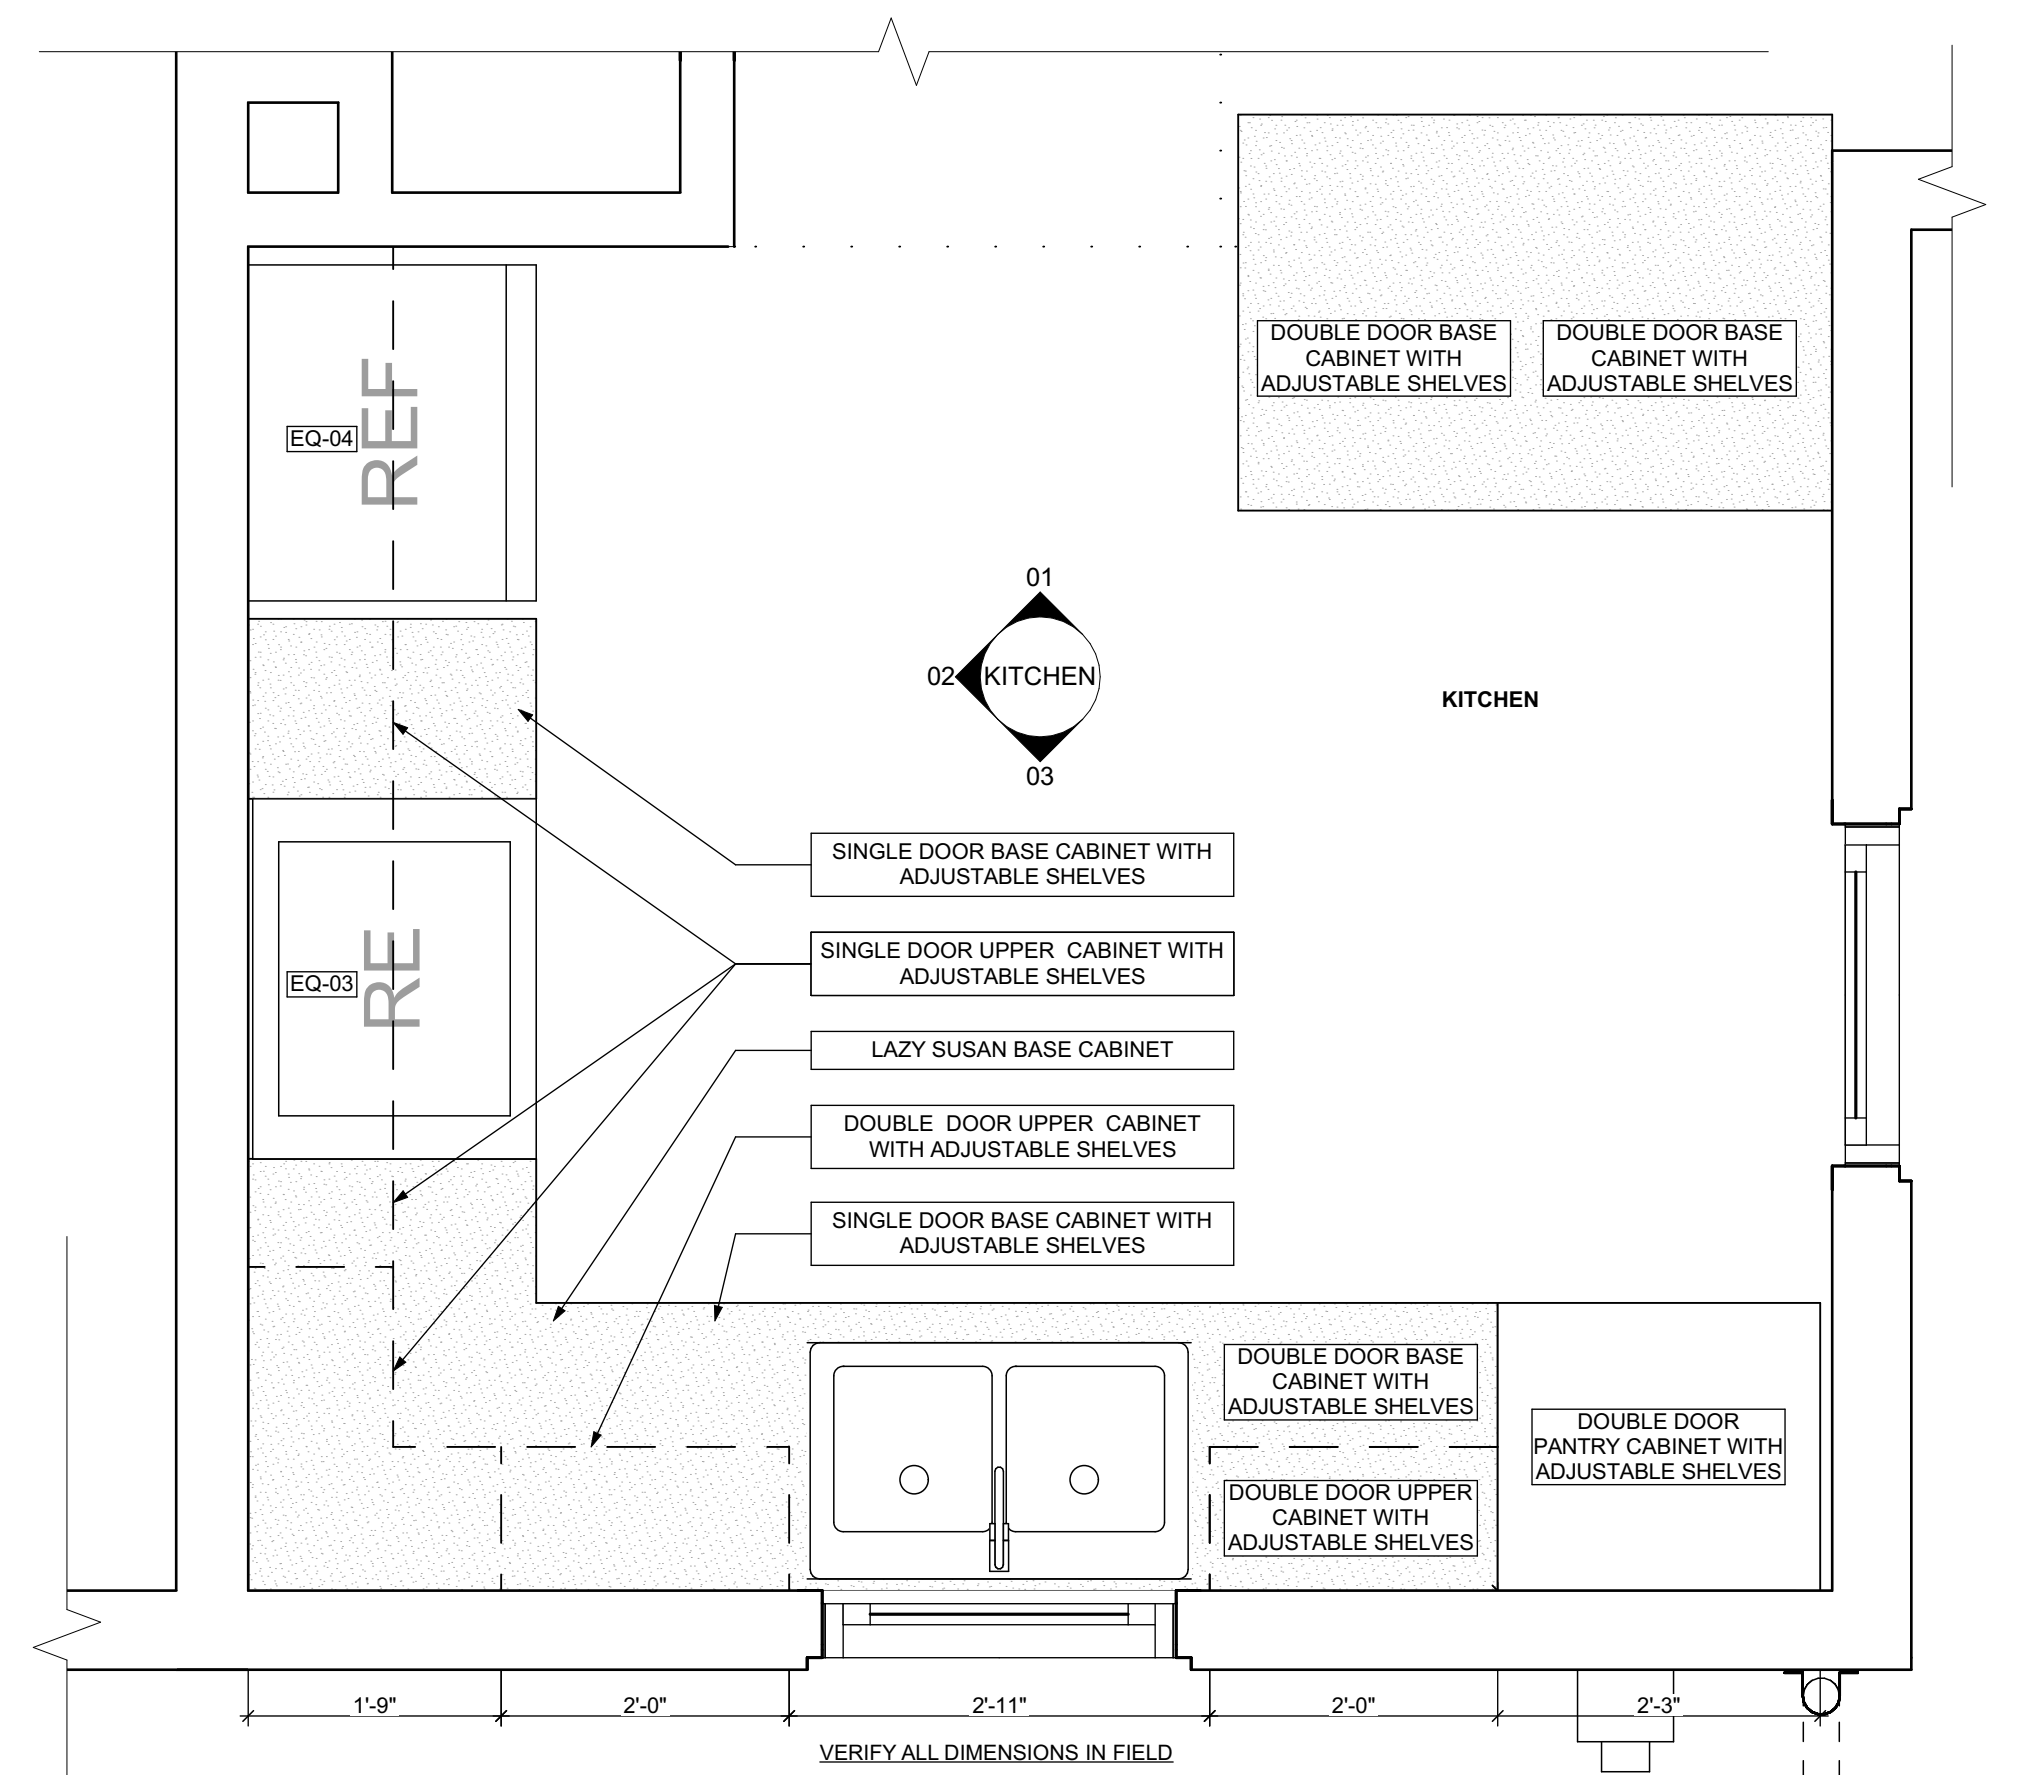 DOUBLE DOOR BASE
CABINET WITH
ADJUSTABLE SHELVES
DOUBLE DOOR BASE
CABINET WITH
ADJUSTABLE SHELVES
REF
EQ-04
01
02
KITCHEN
03
KITCHEN
SINGLE DOOR BASE CABINET WITH
ADJUSTABLE SHELVES
SINGLE DOOR UPPER CABINET WITH
ADJUSTABLE SHELVES
RE
EQ-03
LAZY SUSAN BASE CABINET
DOUBLE DOOR UPPER CABINET
WITH ADJUSTABLE SHELVES
SINGLE DOOR BASE CABINET WITH
ADJUSTABLE SHELVES
DOUBLE DOOR BASE
CABINET WITH
ADJUSTABLE SHELVES
DOUBLE DOOR
PANTRY CABINET WITH
ADJUSTABLE SHELVES
DOUBLE DOOR UPPER
CABINET WITH
ADJUSTABLE SHELVES
1'-9"
2'-0"
2'-11"
2'-0"
2'-3"
VERIFY ALL DIMENSIONS IN FIELD